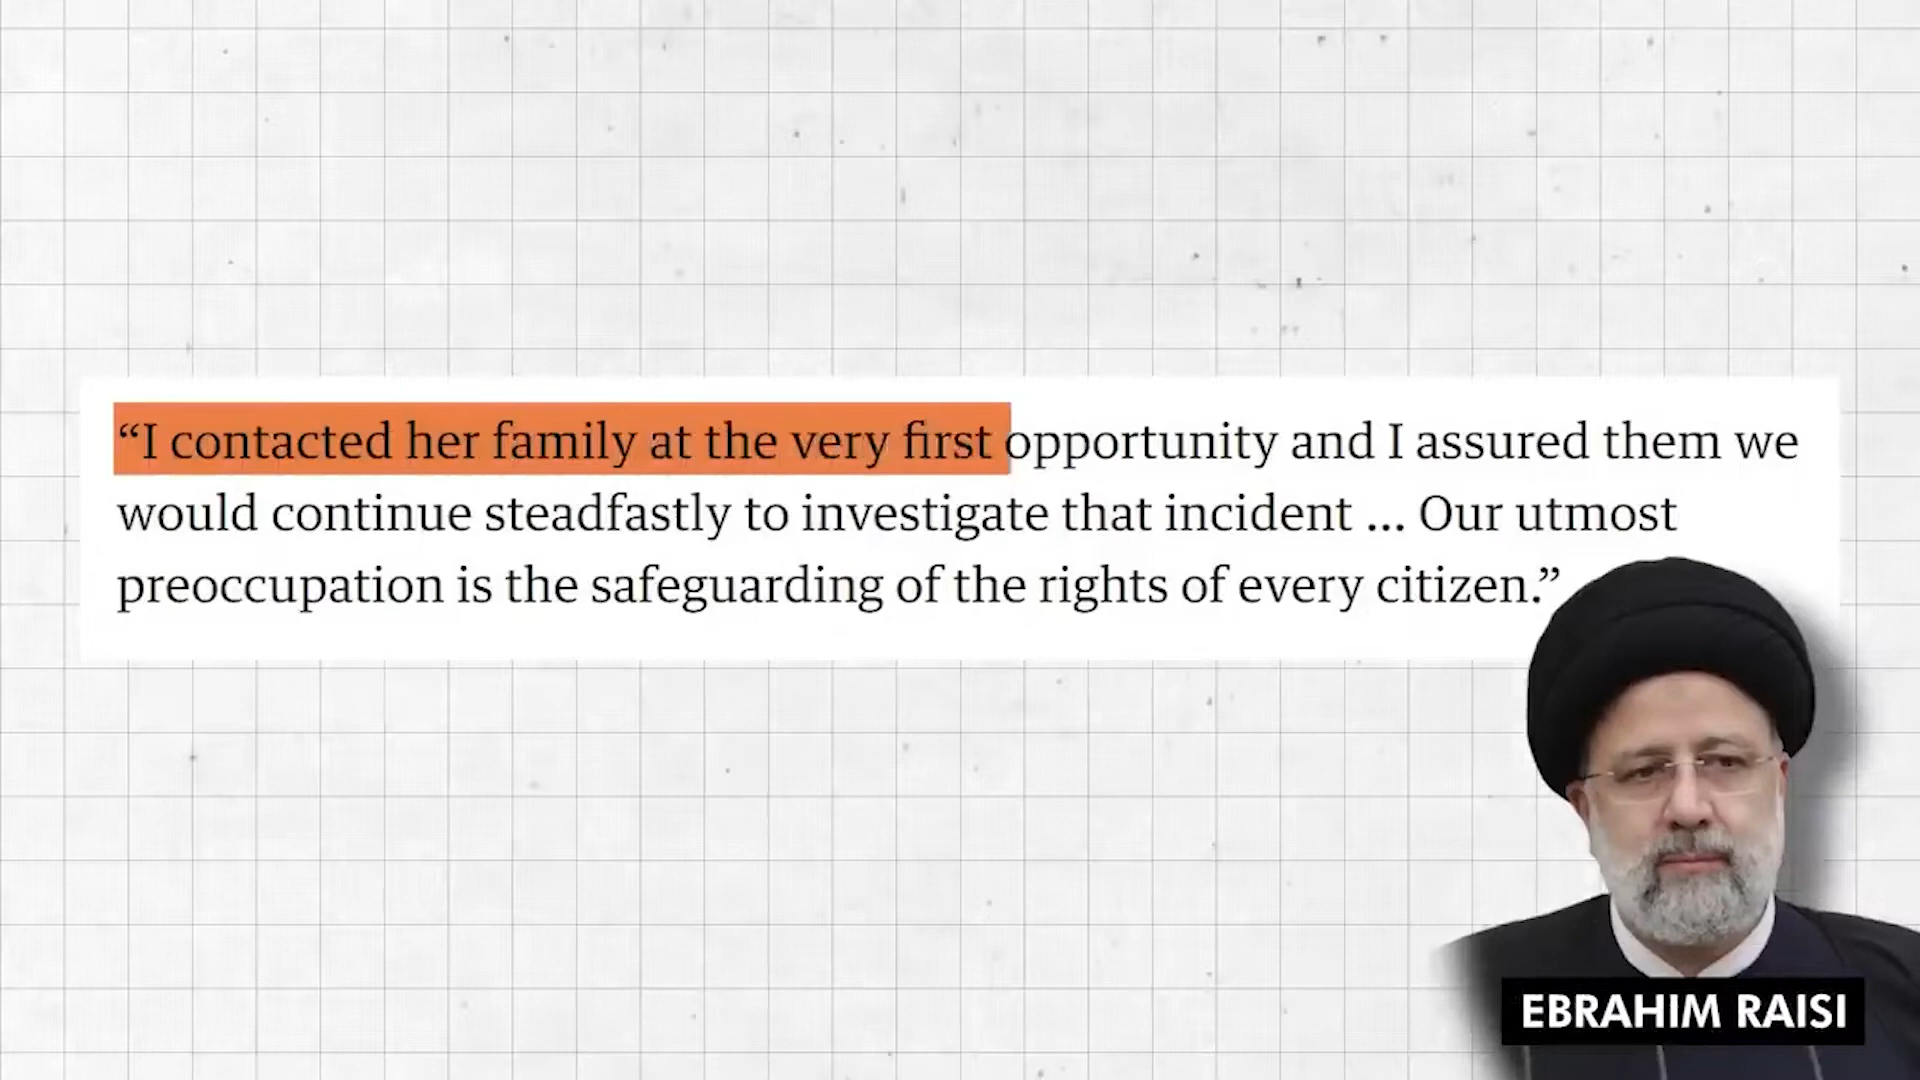 “I contacted her family at the very first opportunity and I assured them we
would continue steadfastly to investigate that incident ... Our utmost
preoccupation is the safeguarding of the rights of every citizen.”
EBRAHIM RAISI